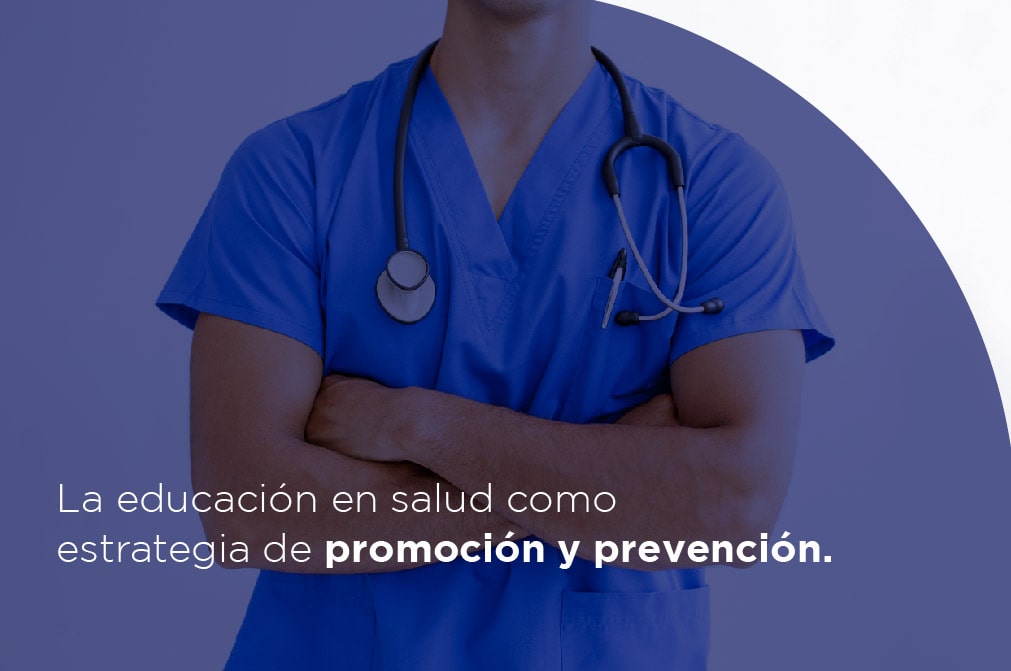 La educación en salud como
estrategia de promoción y prevención.